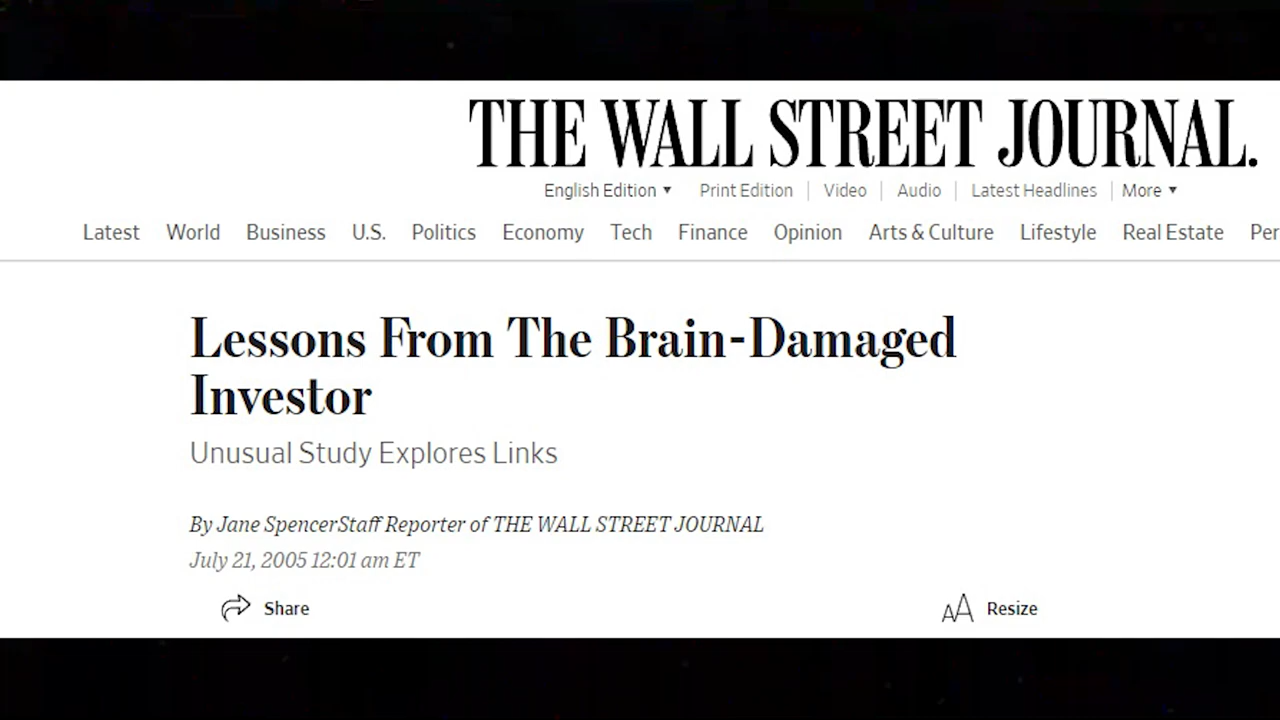 THE WALL STREET JOURNAL.
English Edition ▼ Print Edition | Video | Audio | Latest Headlines | More ▼
Latest World Business U.S. Politics Economy Tech Finance Opinion Arts & Culture Lifestyle Real Estate Per
Lessons From The Brain-Damaged
Investor
Unusual Study Explores Links
By Jane SpencerStaff Reporter of THE WALL STREET JOURNAL
July 21, 2005 12:01 am ET
Share AA Resize